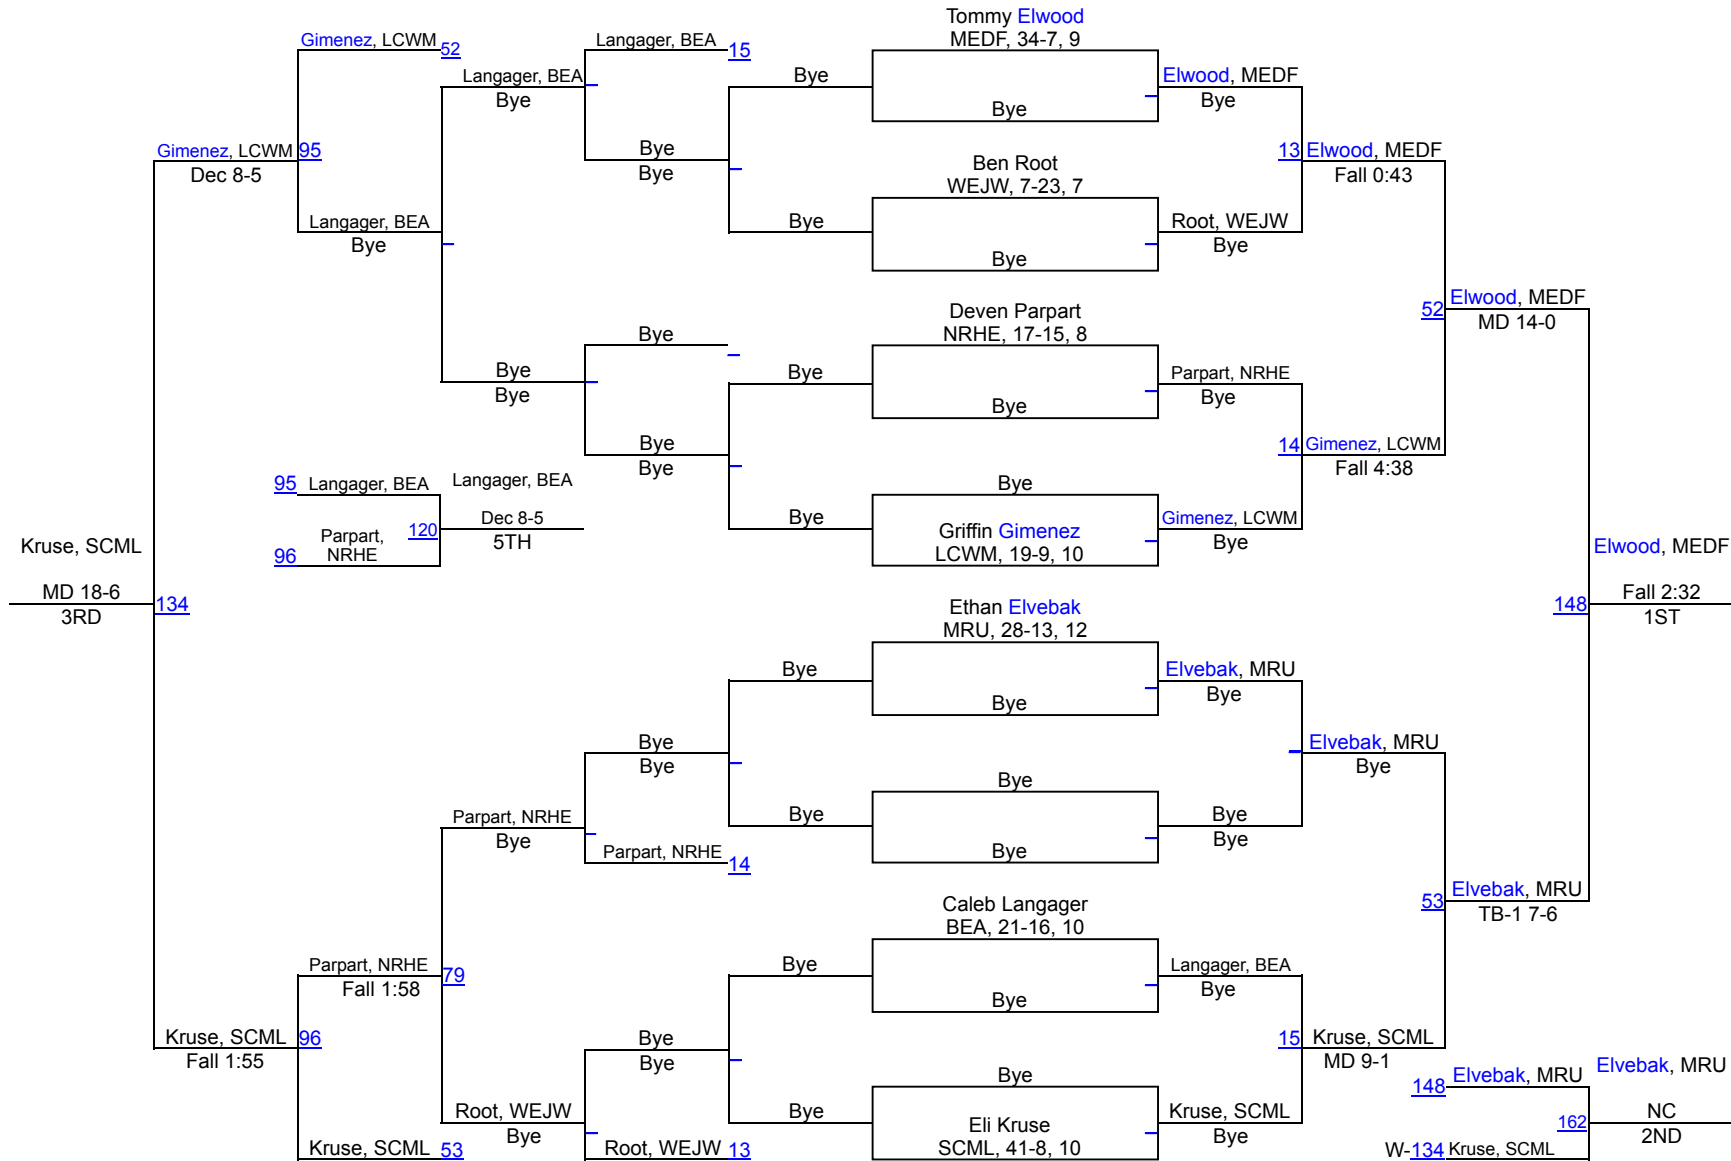 Tommy Elwood
MEDF, 34-7, 9
Gimenez, LCWM
52
Langager, BEA
15
Langager, BEA
Bye
Bye
Elwood, MEDF
Bye
Bye
Gimenez, LCWM
95
Dec 8-5
Bye
Bye
Ben Root
WEJW, 7-23, 7
13
Elwood, MEDF
Fall 0:43
Langager, BEA
Bye
Bye
Root, WEJW
Bye
Bye
Deven Parpart
NRHE, 17-15, 8
52
Elwood, MEDF
MD 14-0
Bye
Bye
Bye
Bye
Parpart, NRHE
Bye
Bye
Bye
Bye
14
Gimenez, LCWM
Fall 4:38
95
Langager, BEA
Langager, BEA
Bye
Parpart,
NRHE
120
Dec 8-5
5TH
96
Bye
Griffin Gimenez
LCWM, 19-9, 10
Gimenez, LCWM
Bye
Kruse, SCML
MD 18-6
3RD
134
Elwood, MEDF
148
Fall 2:32
1ST
Ethan Elvebak
MRU, 28-13, 12
Bye
Elvebak, MRU
Bye
Bye
Bye
Bye
Bye
Elvebak, MRU
Bye
Parpart, NRHE
Bye
Bye
Bye
Bye
Bye
Parpart, NRHE
14
Caleb Langager
BEA, 21-16, 10
53
Elvebak, MRU
TB-1 7-6
Parpart, NRHE
79
Fall 1:58
Bye
Langager, BEA
Bye
Bye
Kruse, SCML
96
Fall 1:55
Bye
Bye
15
Kruse, SCML
MD 9-1
Bye
148
Elvebak, MRU
Elvebak, MRU
Root, WEJW
Bye
Bye
Eli Kruse
SCML, 41-8, 10
Kruse, SCML
Bye
162
NC
2ND
Kruse, SCML
53
Root, WEJW
13
W-134
Kruse, SCML